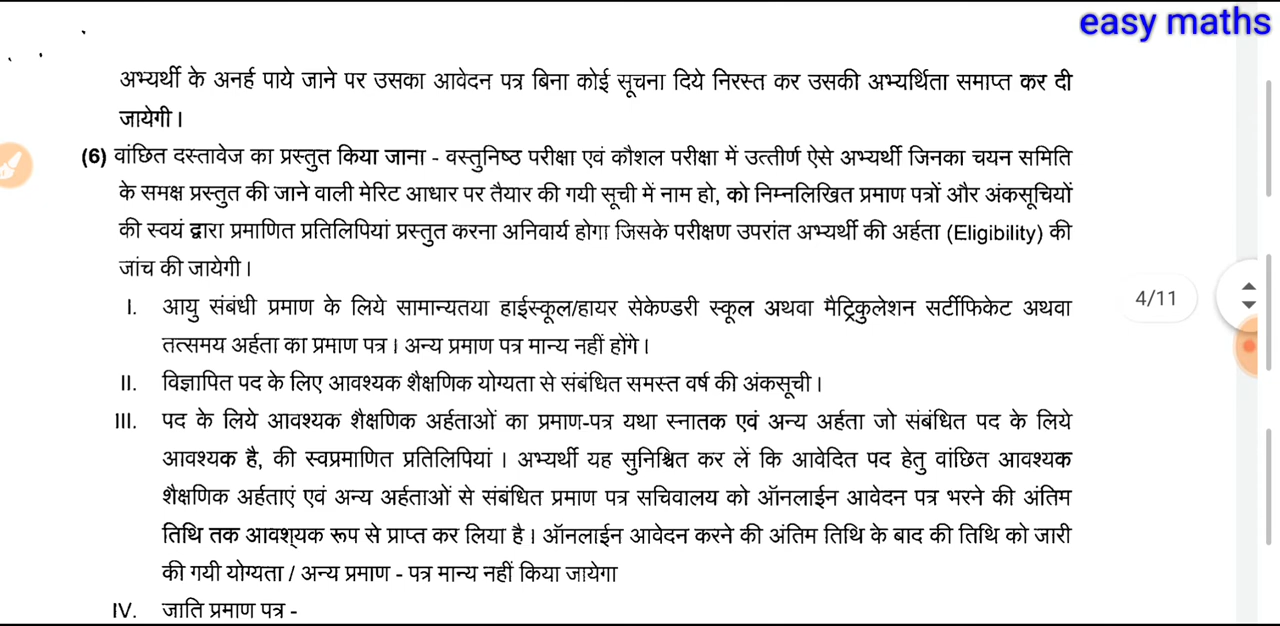 easy maths
अभ्यर्थी के अनर्ह पाये जाने पर उसका आवेदन पत्र बिना कोई सूचना दिये निरस्त कर उसकी अभ्यर्थिता समाप्त कर दी
जायेगी।
(6) वांछित दस्तावेज का प्रस्तुत किया जाना - वस्तुनिष्ठ परीक्षा एवं कौशल परीक्षा में उत्तीर्ण ऐसे अभ्यर्थी जिनका चयन समिति
के समक्ष प्रस्तुत की जाने वाली मेरिट आधार पर तैयार की गयी सूची में नाम हो, को निम्नलिखित प्रमाण पत्रों और अंकसूचियों
की स्वयं द्वारा प्रमाणित प्रतिलिपियां प्रस्तुत करना अनिवार्य होगा जिसके परीक्षण उपरांत अभ्यर्थी की अर्हता (Eligibility) की
जांच की जायेगी।
I. आयु संबंधी प्रमाण के लिये सामान्यतया हाईस्कूल/हायर सेकेण्डरी स्कूल अथवा मैट्रिकुलेशन सर्टीफिकेट अथवा
4/11
तत्समय अर्हता का प्रमाण पत्र। अन्य प्रमाण पत्र मान्य नहीं होंगे।
II. विज्ञापित पद के लिए आवश्यक शैक्षणिक योग्यता से संबंधित समस्त वर्ष की अंकसूची।
III. पद के लिये आवश्यक शैक्षणिक अर्हताओं का प्रमाण-पत्र यथा स्नातक एवं अन्य अर्हता जो संबंधित पद के लिये
आवश्यक है, की स्वप्रमाणित प्रतिलिपियां । अभ्यर्थी यह सुनिश्चित कर लें कि आवेदित पद हेतु वांछित आवश्यक
शैक्षणिक अर्हताएं एवं अन्य अर्हताओं से संबंधित प्रमाण पत्र सचिवालय को ऑनलाईन आवेदन पत्र भरने की अंतिम
तिथि तक आवश्यक रूप से प्राप्त कर लिया है। ऑनलाईन आवेदन करने की अंतिम तिथि के बाद की तिथि को जारी
की गयी योग्यता / अन्य प्रमाण - पत्र मान्य नहीं किया जायेगा
IV. जाति प्रमाण पत्र -